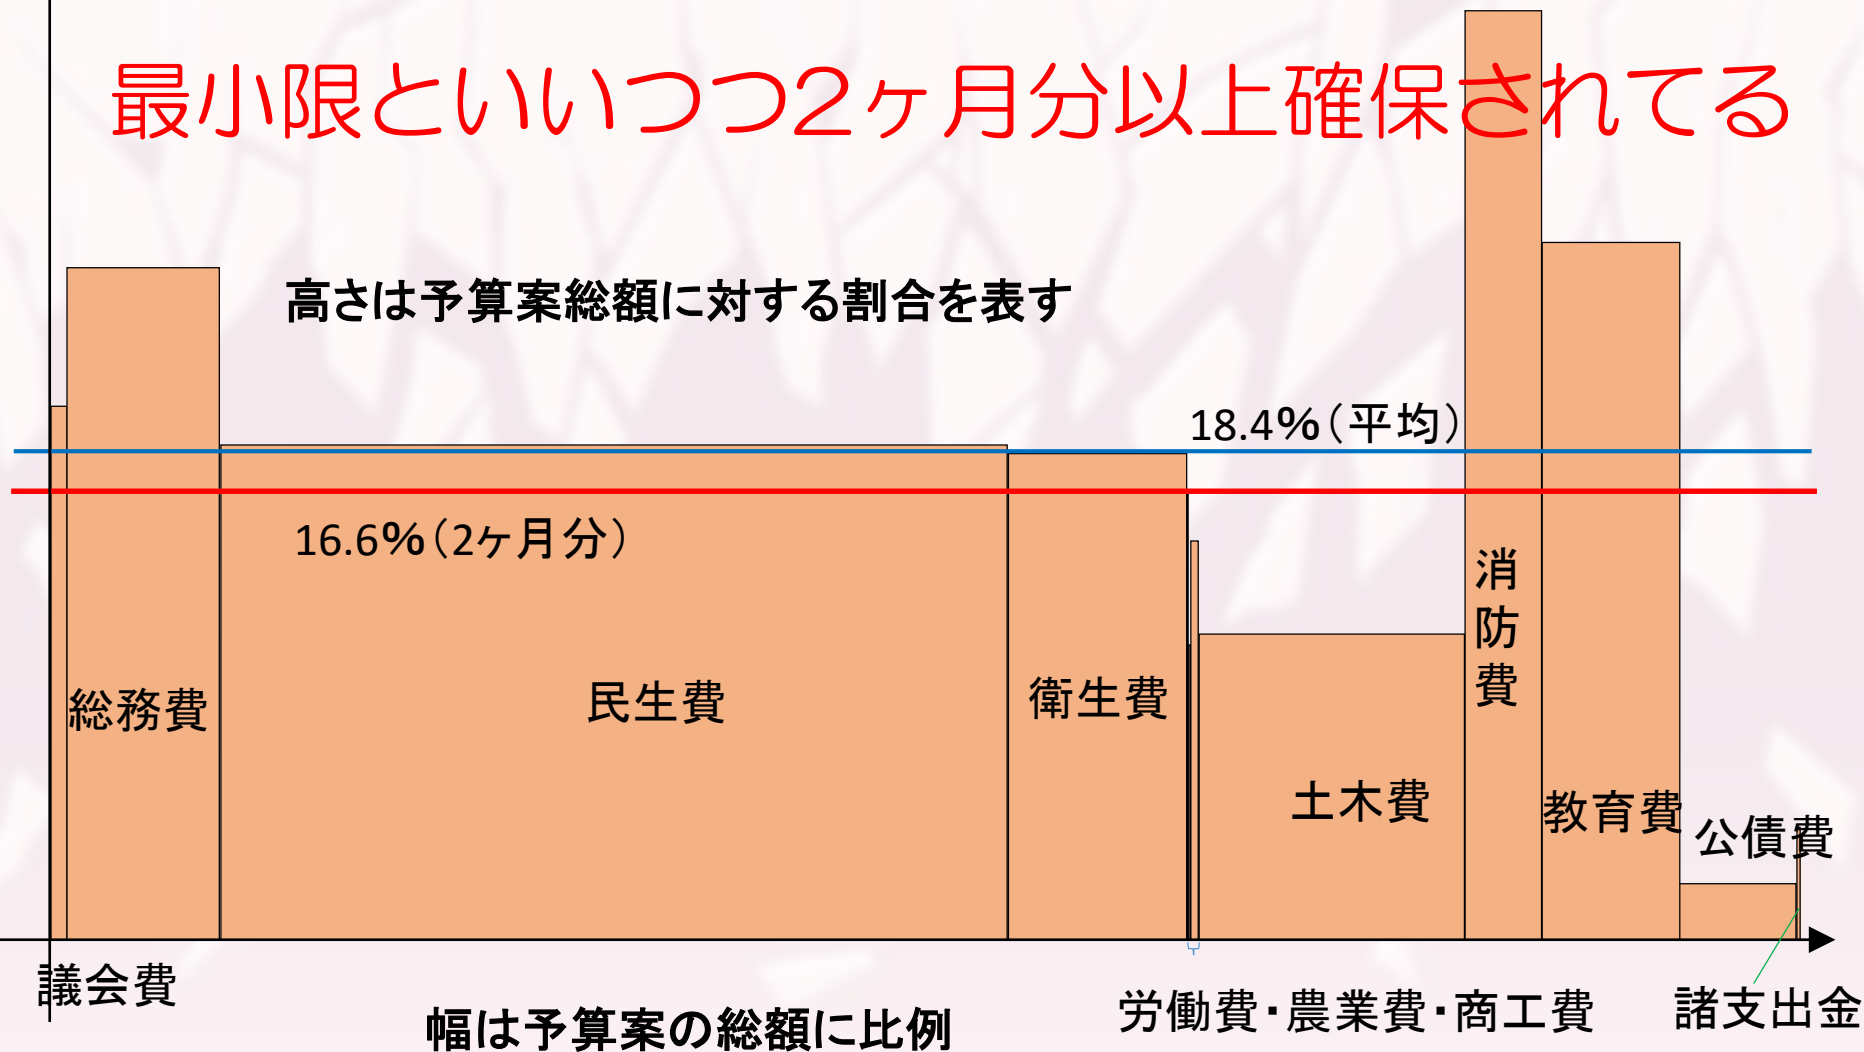 最小限といいつつ2ヶ月分以上確保されてる
高さは予算案総額に対する割合を表す
18.4%(平均)
16.6%(2ヶ月分)
総務費
民生費
衛生費
土木費
消防費
教育費
公債費
議会費
労働費・農業費・商工費
諸支出金
幅は予算案の総額に比例